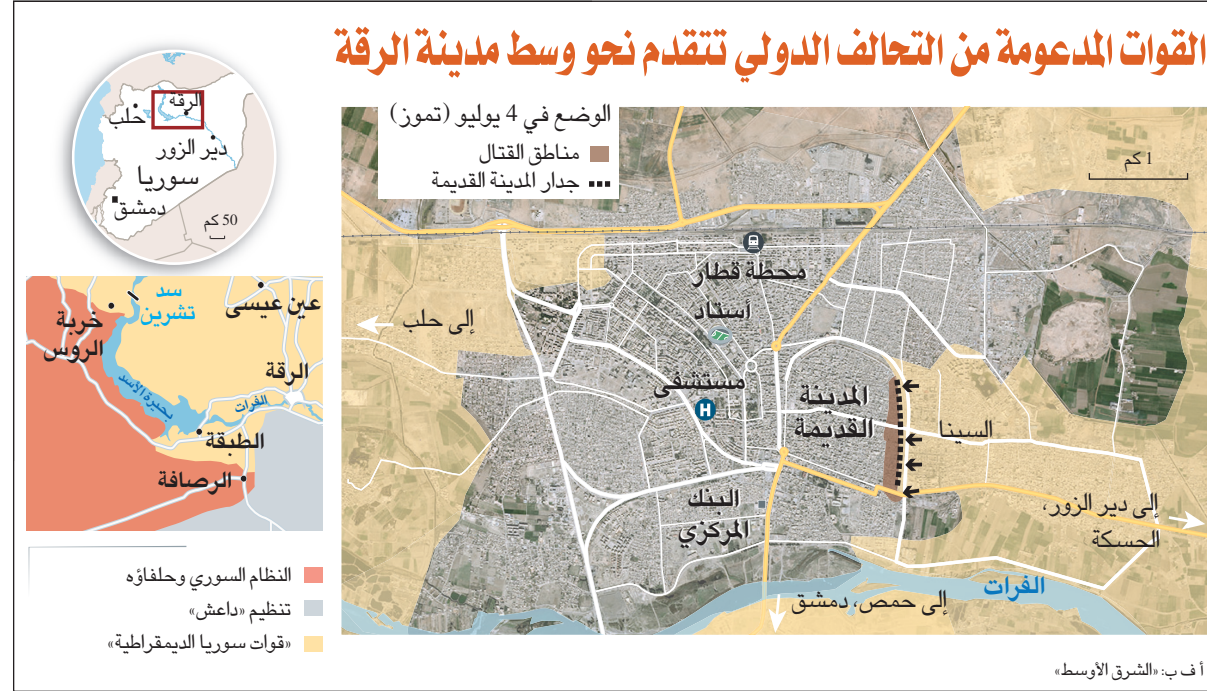 القوات المدعومة من التحالف الدولي تتقدم نحو وسط مدينة الرقة
الوضع في 4 يوليو (تموز)
مناطق القتال
جدار المدينة القديمة
1 كم
محطة قطار
استاد
إلى حلب
مستشفى
H
المدينة
القديمة
السينا
البنك
المركزي
إلى دير الزور،
الحسكة
الفرات
إلى حمص، دمشق
الرقة
حلب
دير الزور
سوريا
دمشق
50 كم
سد
تشرين
عين عيسى
خربة
الروس
الرقة
بحيرة الأسد
الفرات
الطبقة
الرصافة
النظام السوري وحلفاؤه
تنظيم «داعش»
«قوات سوريا الديمقراطية»
أ ف ب: «الشرق الأوسط»